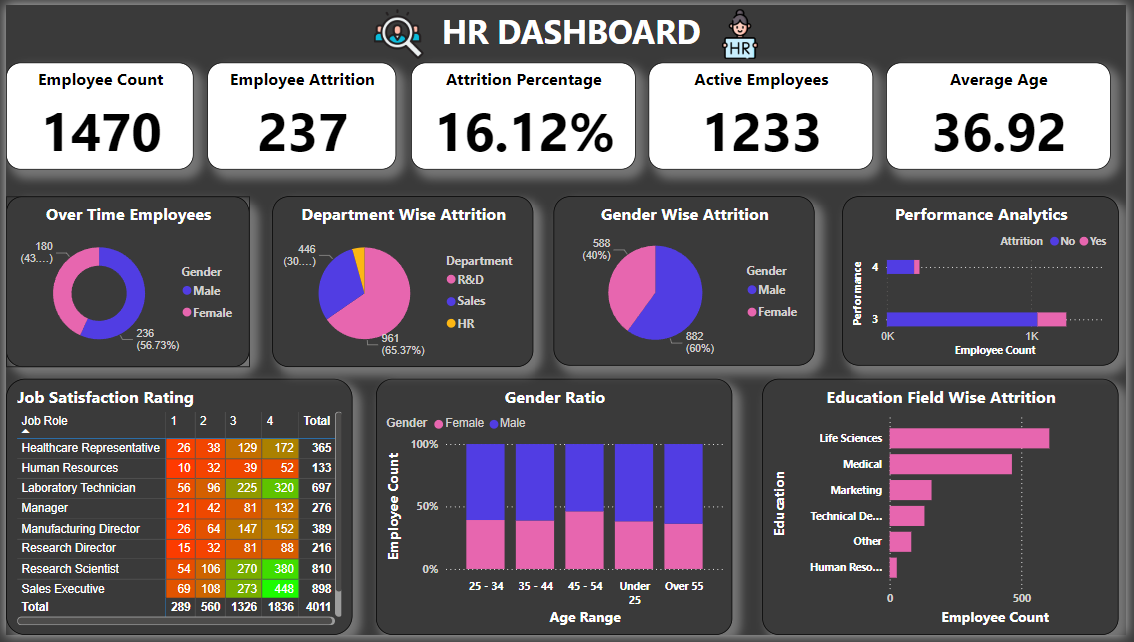 HR DASHBOARD
HR
Employee Count
1470
Employee Attrition
237
Attrition Percentage
16.12%
Active Employees
1233
Average Age
36.92
Over Time Employees
180
(43....)
236
(56.73%)
Gender
Male
Female
Department Wise Attrition
446
(30....)
961
(65.37%)
Department
R&D
Sales
HR
Gender Wise Attrition
588
(40%)
882
(60%)
Gender
Male
Female
Performance Analytics
Attrition No Yes
Performance
4
3
0K 1K
Employee Count
Job Satisfaction Rating
Job Role 1 2 3 4 Total
Healthcare Representative 26 38 129 172 365
Human Resources 10 32 39 52 133
Laboratory Technician 56 96 225 320 697
Manager 21 42 81 132 276
Manufacturing Director 26 64 147 152 389
Research Director 15 32 81 88 216
Research Scientist 54 106 270 380 810
Sales Executive 69 108 273 448 898
Total 289 560 1326 1836 4011
Gender Ratio
Gender Female Male
Employee Count
100%
50%
0%
25 - 34 35 - 44 45 - 54 Under 25 Over 55
Age Range
Education Field Wise Attrition
Education
Life Sciences
Medical
Marketing
Technical De...
Other
Human Reso...
0 500
Employee Count